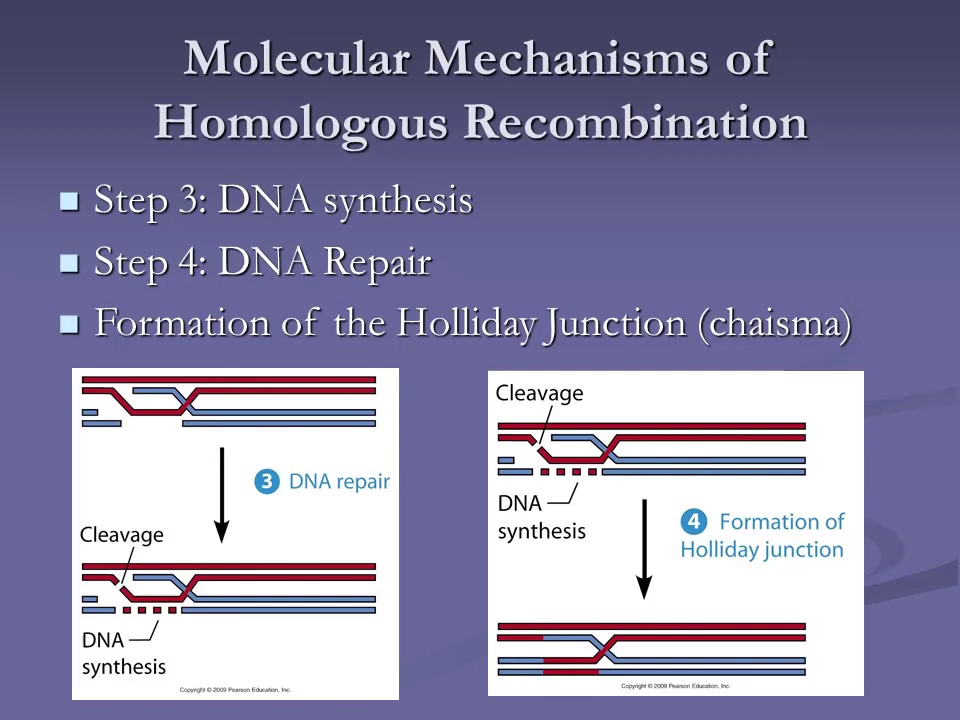 Molecular Mechanisms of
Homologous Recombination
Step 3: DNA synthesis
Step 4: DNA Repair
Formation of the Holliday Junction (chaisma)
3 DNA repair
Cleavage
DNA
synthesis
Copyright © 2009 Pearson Education, Inc.
Cleavage
DNA
synthesis
4 Formation of
Holliday junction
Copyright © 2009 Pearson Education, Inc.